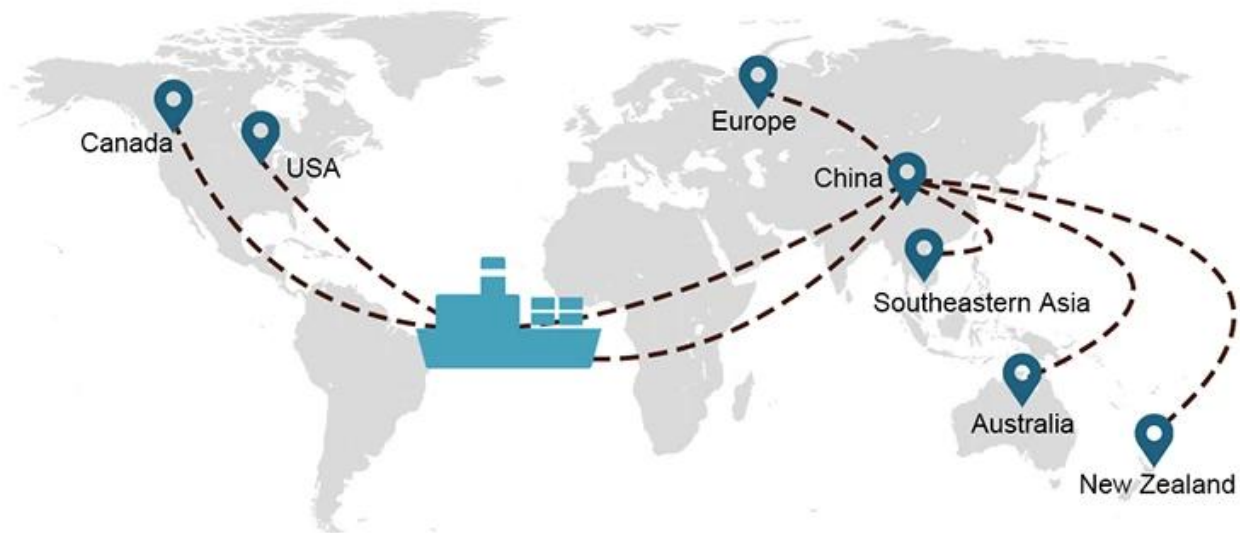 Canada
USA
Europe
China
Southeastern Asia
Australia
New Zealand